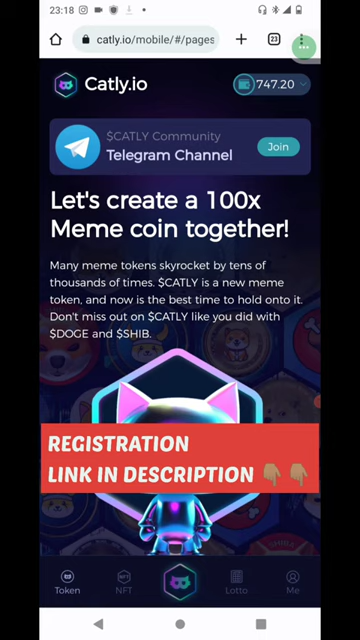 23:18
catly.io/mobile/#/pages
23
Catly.io
747.20
$CATLY Community
Telegram Channel
Join
Let's create a 100x
Meme coin together!
Many meme tokens skyrocket by tens of
thousands of times. $CATLY is a new meme
token, and now is the best time to hold onto it.
Don't miss out on $CATLY like you did with
$DOGE and $SHIB.
REGISTRATION
LINK IN DESCRIPTION 👇🏽👇🏽
SHIBA
NFT
Token
NFT
Lotto
Me